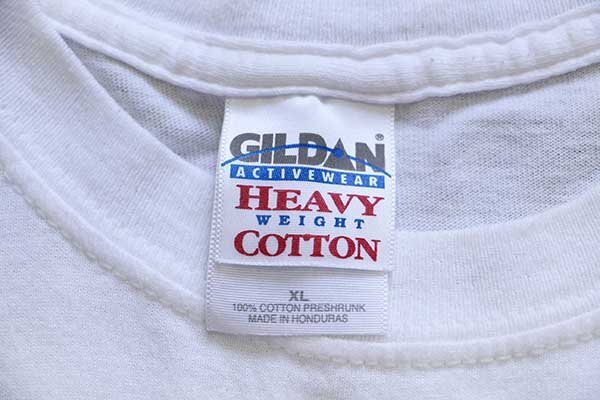 GILDAN®
ACTIVEWEAR
HEAVY
WEIGHT
COTTON
XL
100% COTTON PRESHRUNK
MADE IN HONDURAS